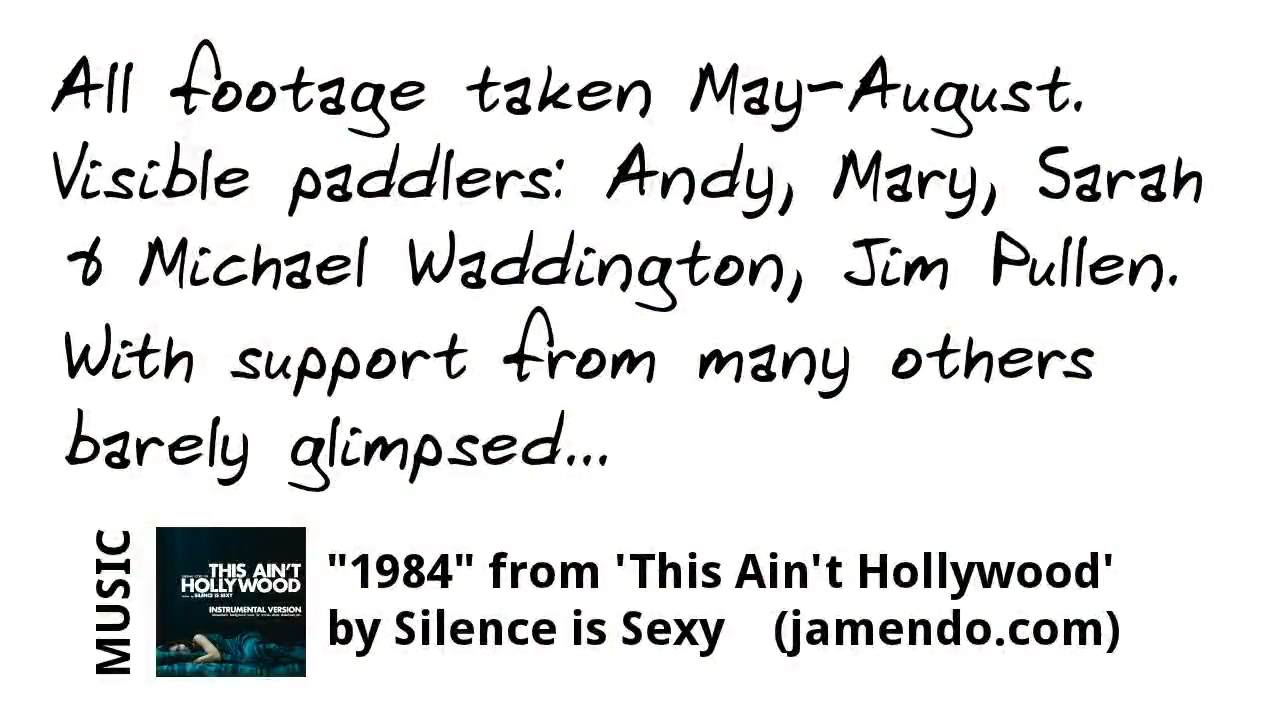 All footage taken May-August.
Visible paddlers: Andy, Mary, Sarah
& Michael Waddington, Jim Pullen.
With support from many others
barely glimpsed...
MUSIC
THIS AIN'T
HOLLYWOOD
SILENCE IS SEXY
INSTRUMENTAL VERSION
"1984" from 'This Ain't Hollywood'
by Silence is Sexy (jamendo.com)